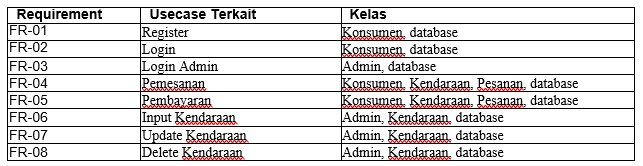 Requirement Usecase Terkait Kelas
FR-01 Register Konsumen, database
FR-02 Login Konsumen, database
FR-03 Login Admin Admin, database
FR-04 Pemesanan Konsumen, Kendaraan, Pesanan, database
FR-05 Pembayaran Konsumen, Kendaraan, Pesanan, database
FR-06 Input Kendaraan Admin, Kendaraan, database
FR-07 Update Kendaraan Admin, Kendaraan, database
FR-08 Delete Kendaraan Admin, Kendaraan, database